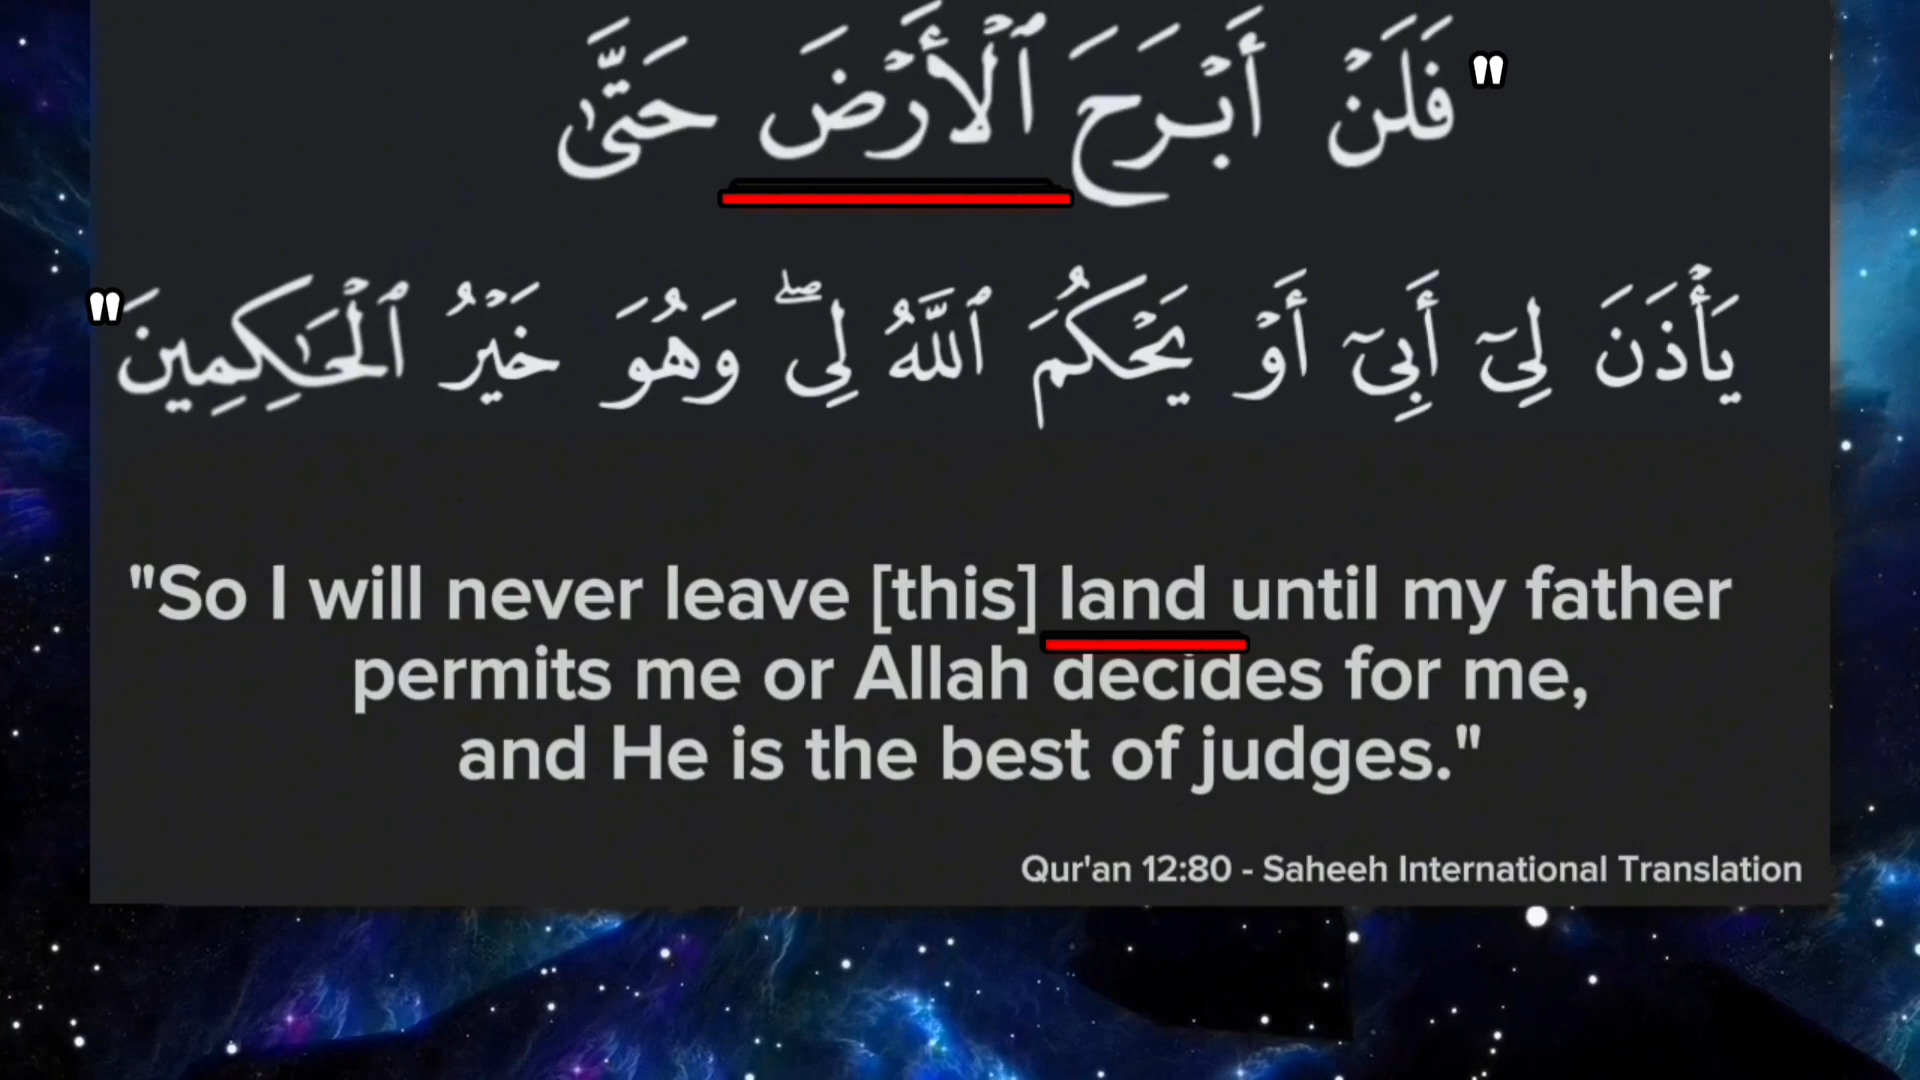 "فَلَنْ أَبْرَحَ ٱلْأَرْضَ حَتَّىٰ
يَأْذَنَ لِىٓ أَبِىٓ أَوْ يَحْكُمَ ٱللَّهُ لِى ۖ وَهُوَ خَيْرُ ٱلْحَـٰكِمِينَ"
"So I will never leave [this] land until my father
permits me or Allah decides for me,
and He is the best of judges."
Qur'an 12:80 - Saheeh International Translation